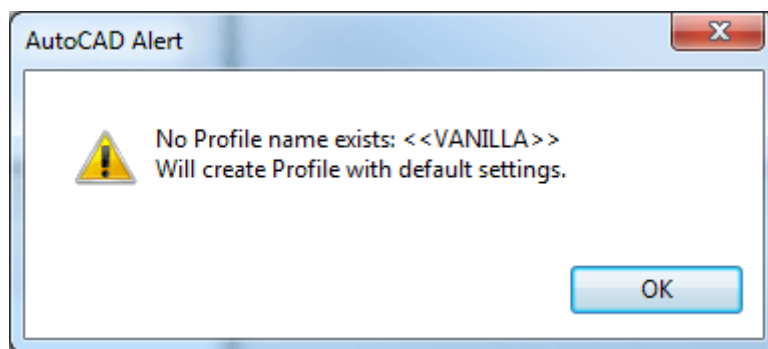 AutoCAD Alert
No Profile name exists: <<VANILLA>>
Will create Profile with default settings.
OK